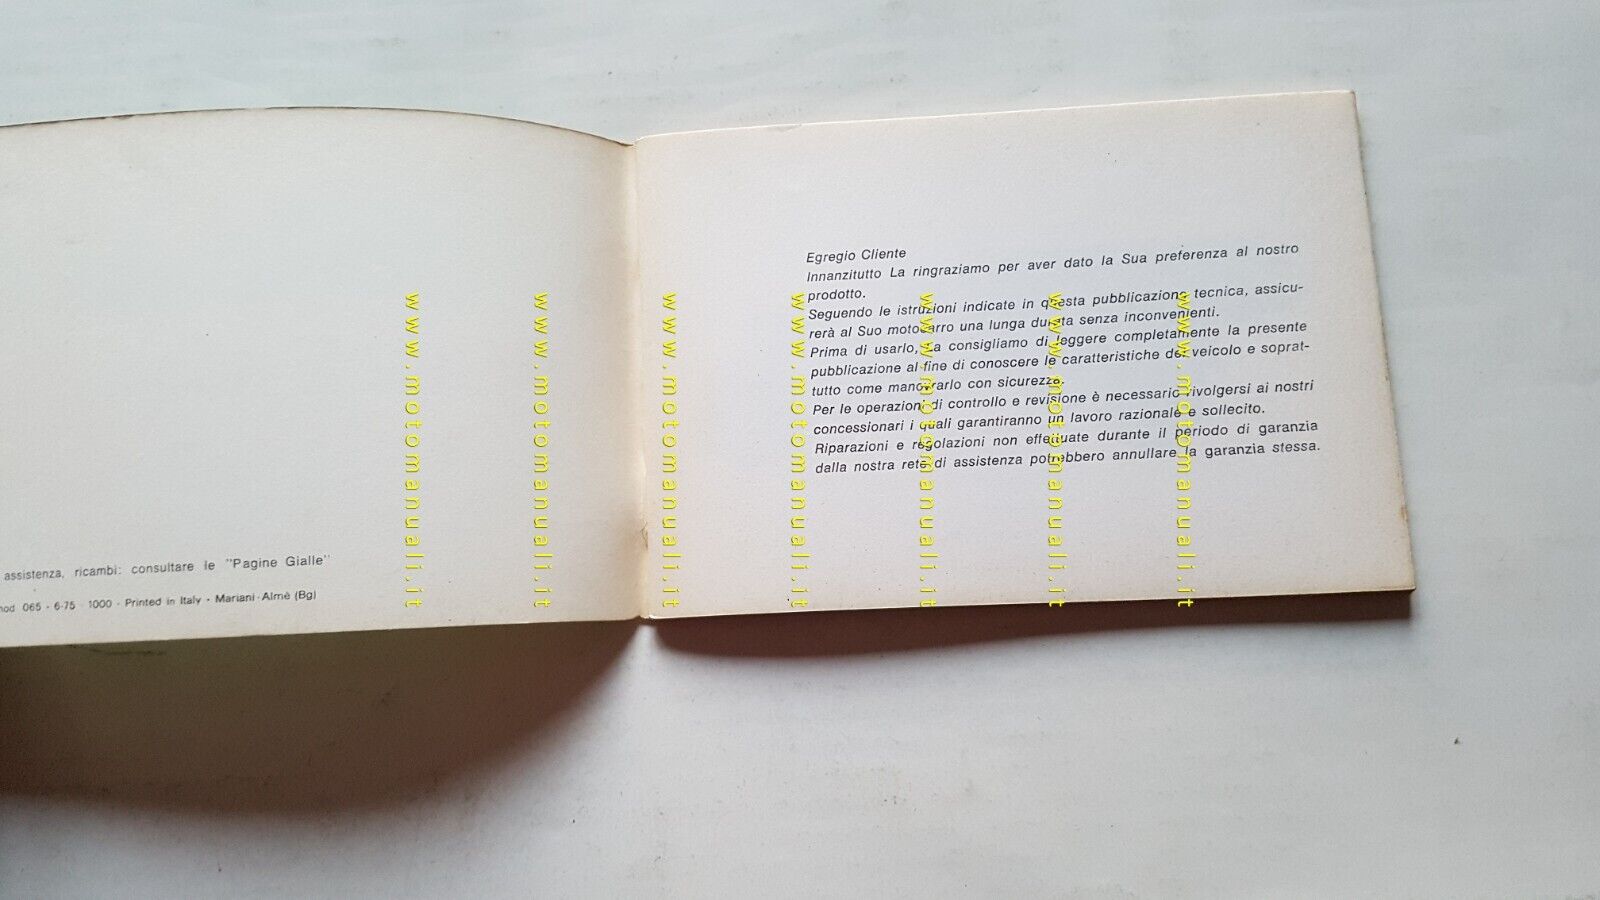 assistenza, ricambi: consultare le "Pagine Gialle"
mod 065 - 6-75 - 1000 - Printed in Italy - Mariani - Almè (Bg)
Egregio Cliente
Innanzitutto La ringraziamo per aver dato la Sua preferenza al nostro
prodotto.
Seguendo le istruzioni indicate in questa pubblicazione tecnica, assicu-
rerà al Suo motocarro una lunga durata senza inconvenienti.
Prima di usarlo, La consigliamo di leggere completamente la presente
pubblicazione al fine di conoscere le caratteristiche del veicolo e soprat-
tutto come manovrarlo con sicurezza.
Per le operazioni di controllo e revisione è necessario rivolgersi ai nostri
concessionari i quali garantiranno un lavoro razionale e sollecito.
Riparazioni e regolazioni non effettuate durante il periodo di garanzia
dalla nostra rete di assistenza potrebbero annullare la garanzia stessa.
www.motomanuali.it
www.motomanuali.it
www.motomanuali.it
www.motomanuali.it
www.motomanuali.it
www.motomanuali.it
www.motomanuali.it